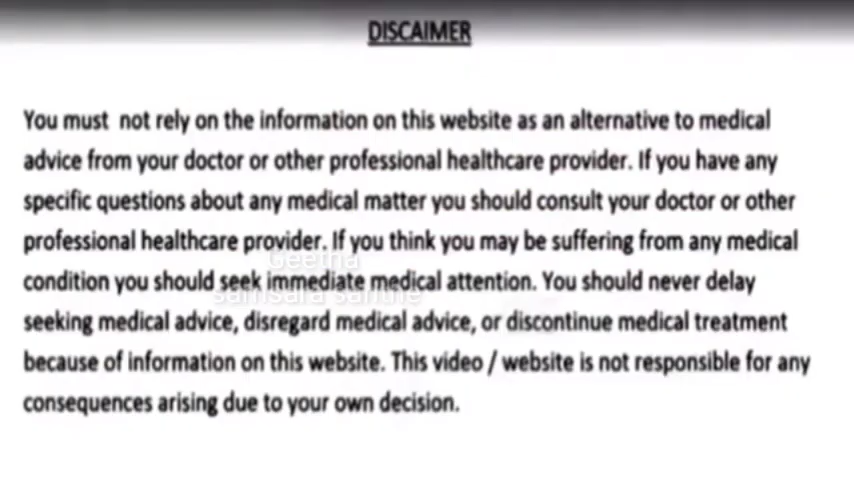 DISCAIMER
You must not rely on the information on this website as an alternative to medical
advice from your doctor or other professional healthcare provider. If you have any
specific questions about any medical matter you should consult your doctor or other
professional healthcare provider. If you think you may be suffering from any medical
Geetha
condition you should seek immediate medical attention. You should never delay
samsara santhe
seeking medical advice, disregard medical advice, or discontinue medical treatment
because of information on this website. This video / website is not responsible for any
consequences arising due to your own decision.